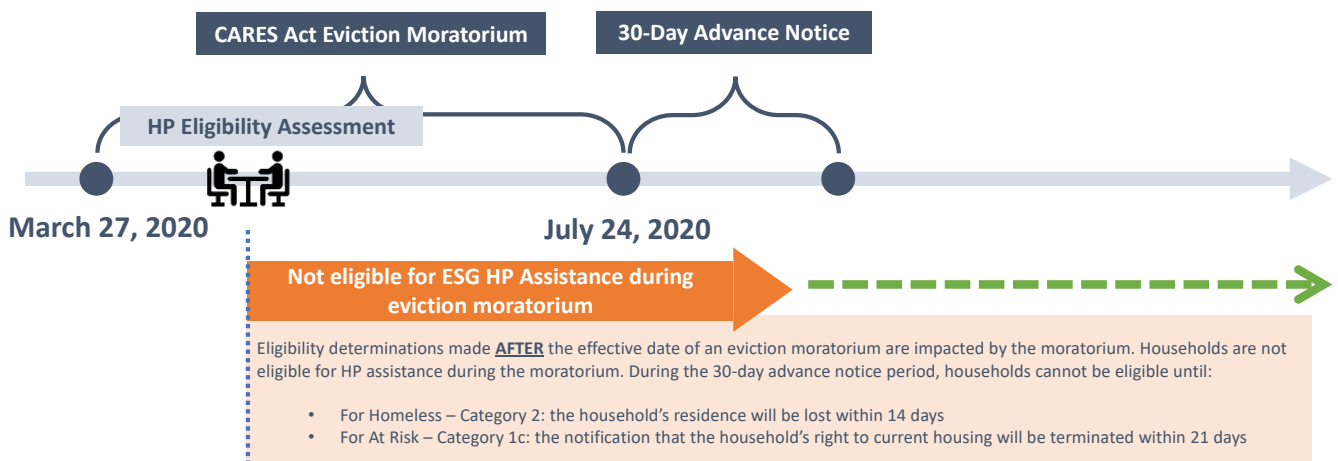 CARES Act Eviction Moratorium
30-Day Advance Notice
HP Eligibility Assessment
March 27, 2020
July 24, 2020
Not eligible for ESG HP Assistance during
eviction moratorium
Eligibility determinations made AFTER the effective date of an eviction moratorium are impacted by the moratorium. Households are not
eligible for HP assistance during the moratorium. During the 30-day advance notice period, households cannot be eligible until:
• For Homeless – Category 2: the household's residence will be lost within 14 days
• For At Risk – Category 1c: the notification that the household's right to current housing will be terminated within 21 days